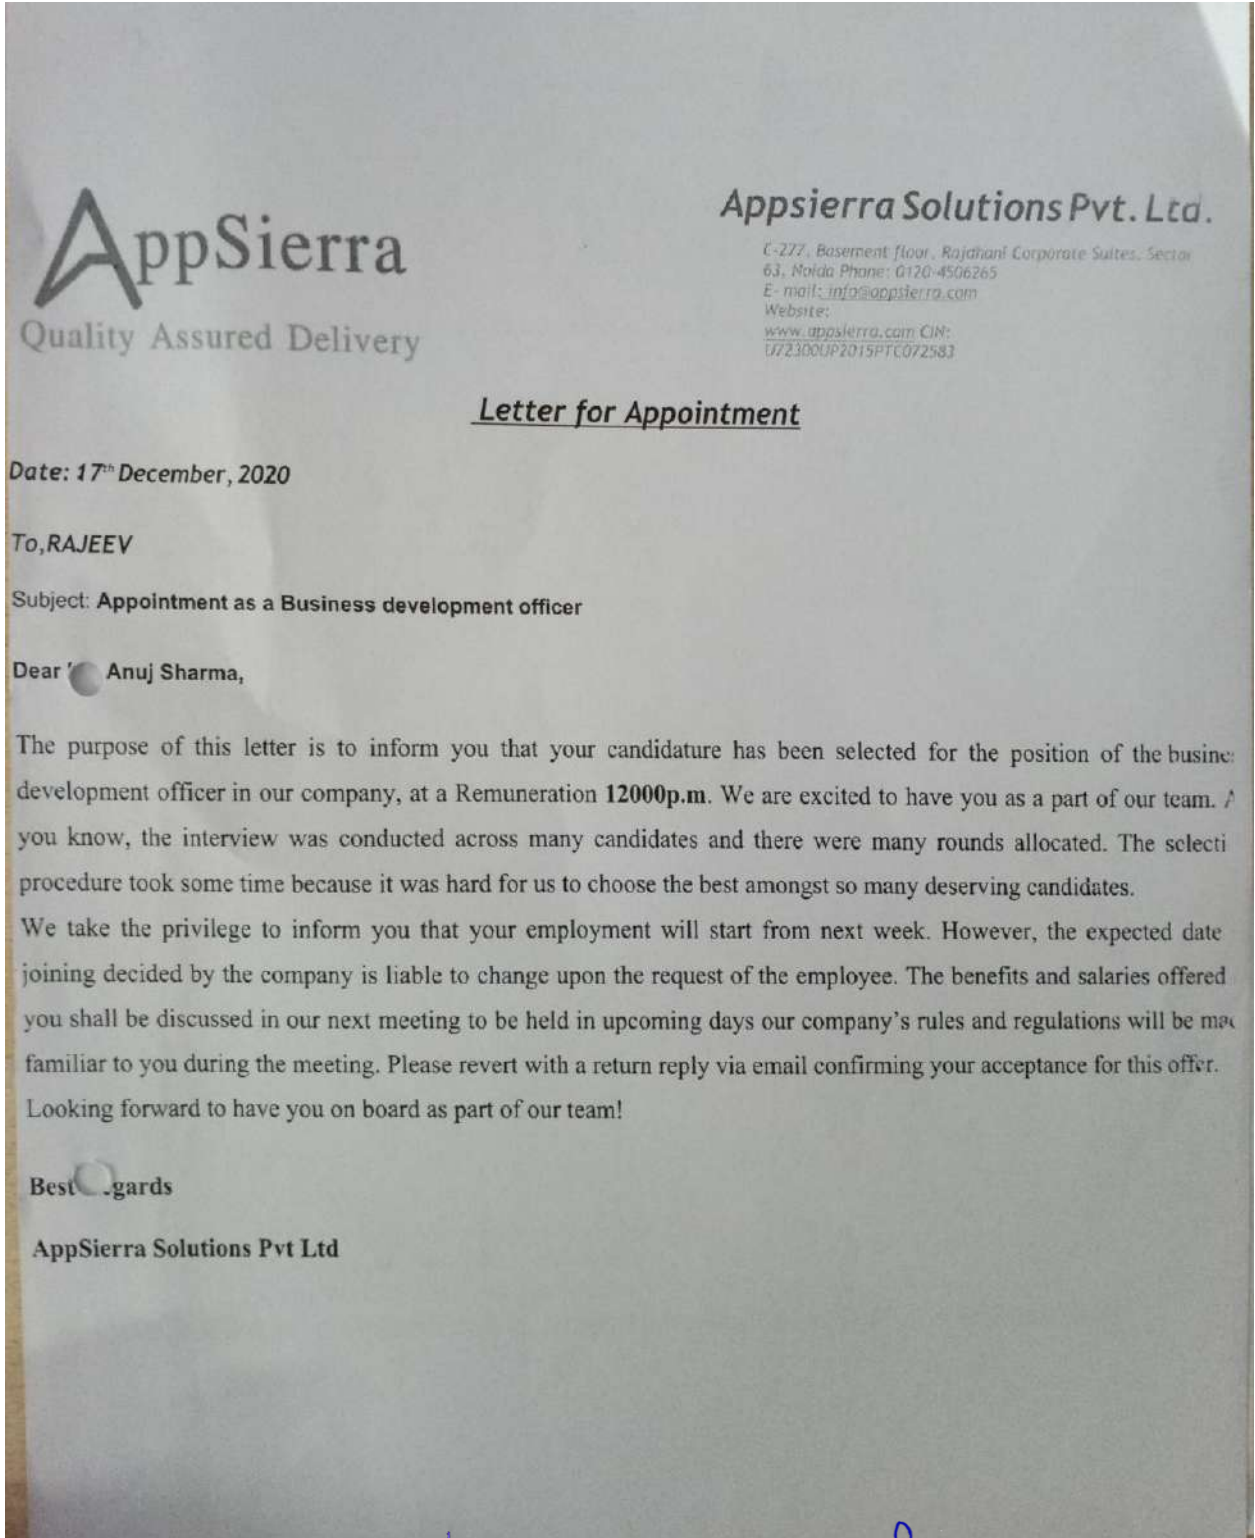 AppSierra
Quality Assured Delivery
Appsierra Solutions Pvt. Ltd.
C-277, Basement floor, Rajdhani Corporate Suites, Sector
63, Noida Phone: 0120-4506265
E- mail: info@appsierra.com
Website:
www.appsierra.com CIN:
U72300UP2015PTC072583
Letter for Appointment
Date: 17th December, 2020
To,RAJEEV
Subject: Appointment as a Business development officer
Dear Anuj Sharma,
The purpose of this letter is to inform you that your candidature has been selected for the position of the
development officer in our company, at a Remuneration 12000p.m. We are excited to have you as a part of our team.
you know, the interview was conducted across many candidates and there were many rounds allocated. The
procedure took some time because it was hard for us to choose the best amongst so many deserving candidates.
We take the privilege to inform you that your employment will start from next week. However, the expected date
joining decided by the company is liable to change upon the request of the employee. The benefits and salaries offered
you shall be discussed in our next meeting to be held in upcoming days our company's rules and regulations will be
familiar to you during the meeting. Please revert with a return reply via email confirming your acceptance for this offer.
Looking forward to have you on board as part of our team!
Best
AppSierra Solutions Pvt Ltd